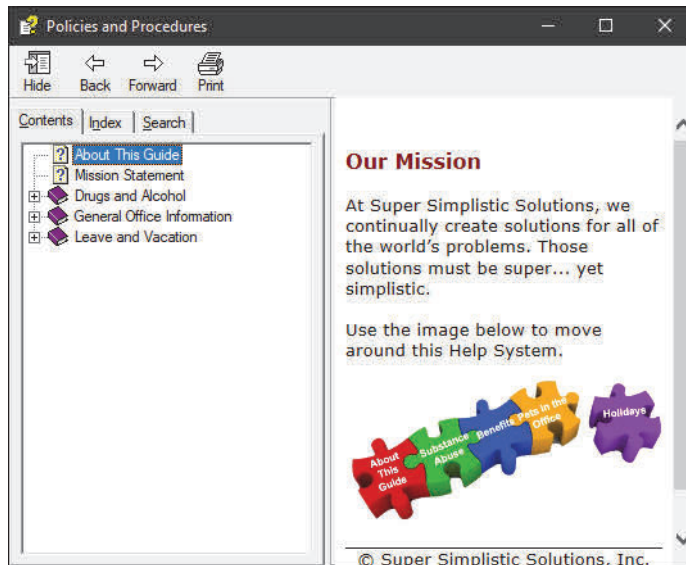 Policies and Procedures
Hide Back Forward Print
Contents Index Search
About This Guide
Mission Statement
Drugs and Alcohol
General Office Information
Leave and Vacation
Our Mission
At Super Simplistic Solutions, we
continually create solutions for all of
the world's problems. Those
solutions must be super... yet
simplistic.
Use the image below to move
around this Help System.
About
This
Guide
Substance
Abuse
Benefits
Pets in the
Office
Holidays
© Super Simplistic Solutions, Inc.